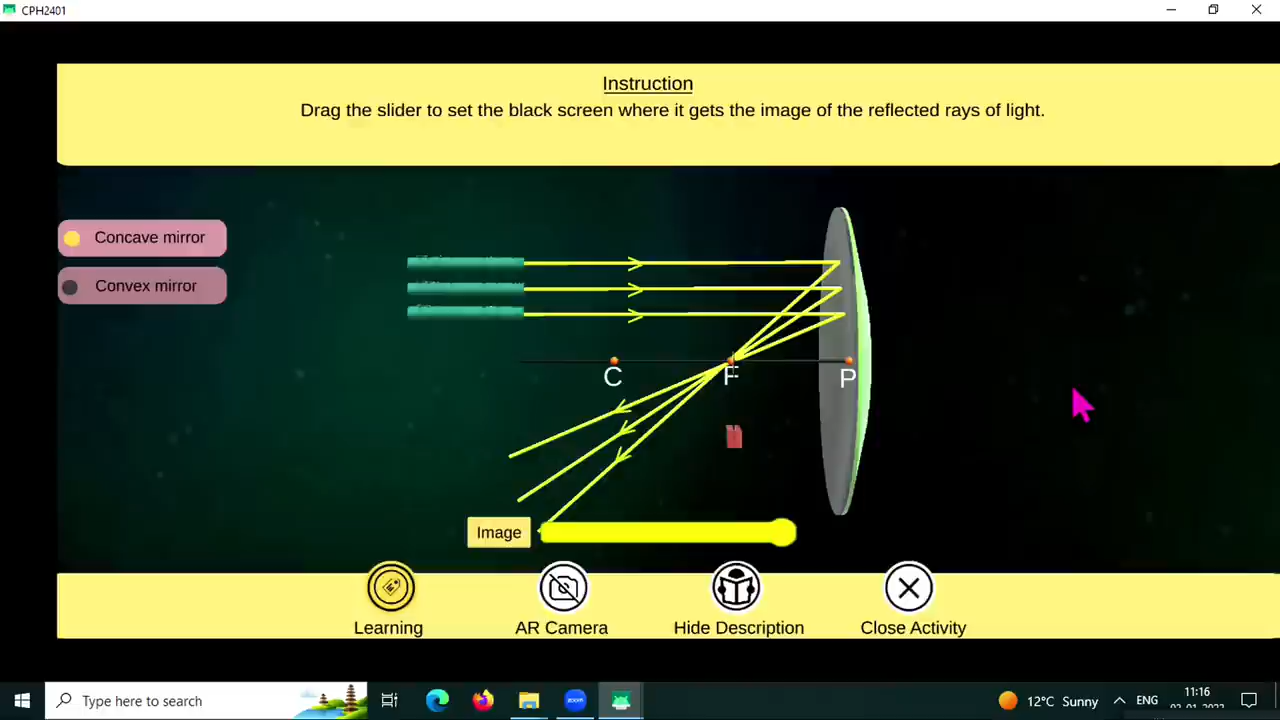 CPH2401
Instruction
Drag the slider to set the black screen where it gets the image of the reflected rays of light.
Concave mirror
Convex mirror
C
F
P
Image
Learning
AR Camera
Hide Description
Close Activity
Type here to search
zoom
12°C Sunny
ENG
11:16